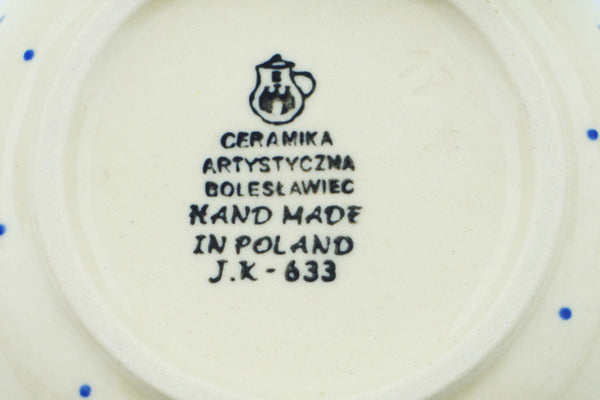 CERAMIKA
ARTYSTYCZNA
BOLESŁAWIEC
HAND MADE
IN POLAND
J.K - 633